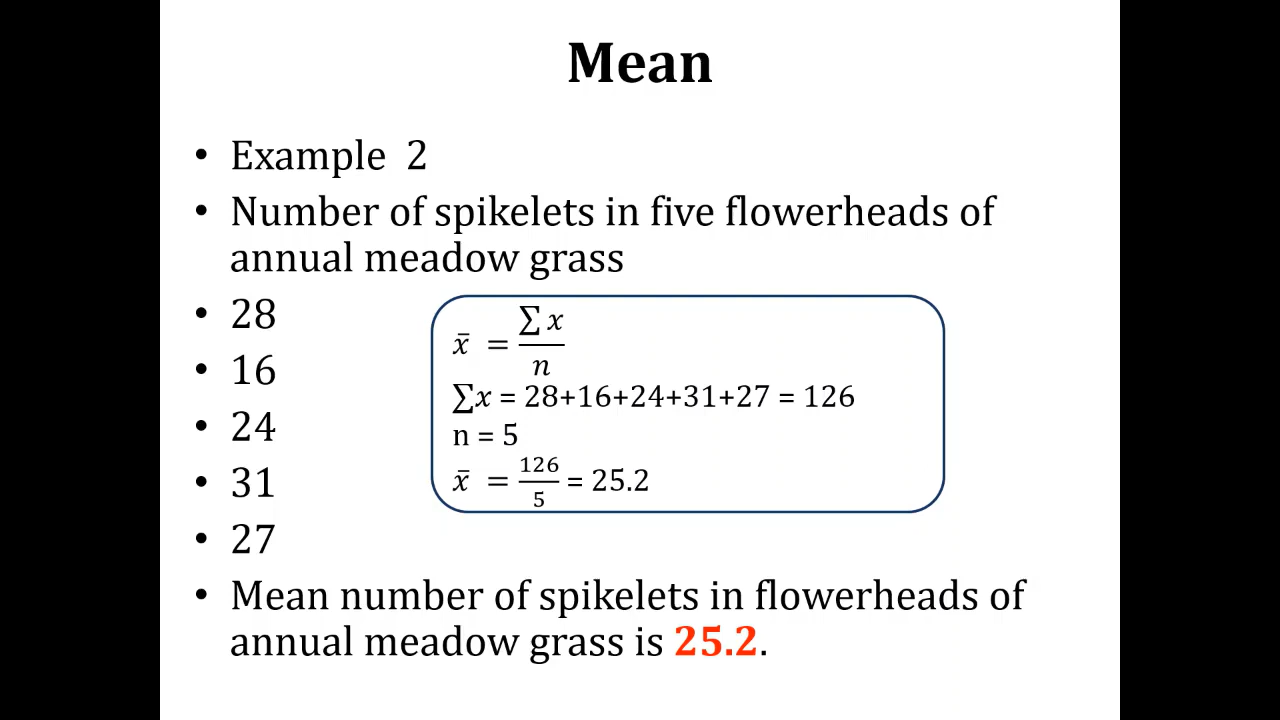 Mean
• Example 2
• Number of spikelets in five flowerheads of
annual meadow grass
• 28
• 16
• 24
• 31
• 27
x̄ = ∑ x / n
∑x = 28+16+24+31+27 = 126
n = 5
x̄ = 126/5 = 25.2
• Mean number of spikelets in flowerheads of
annual meadow grass is 25.2.